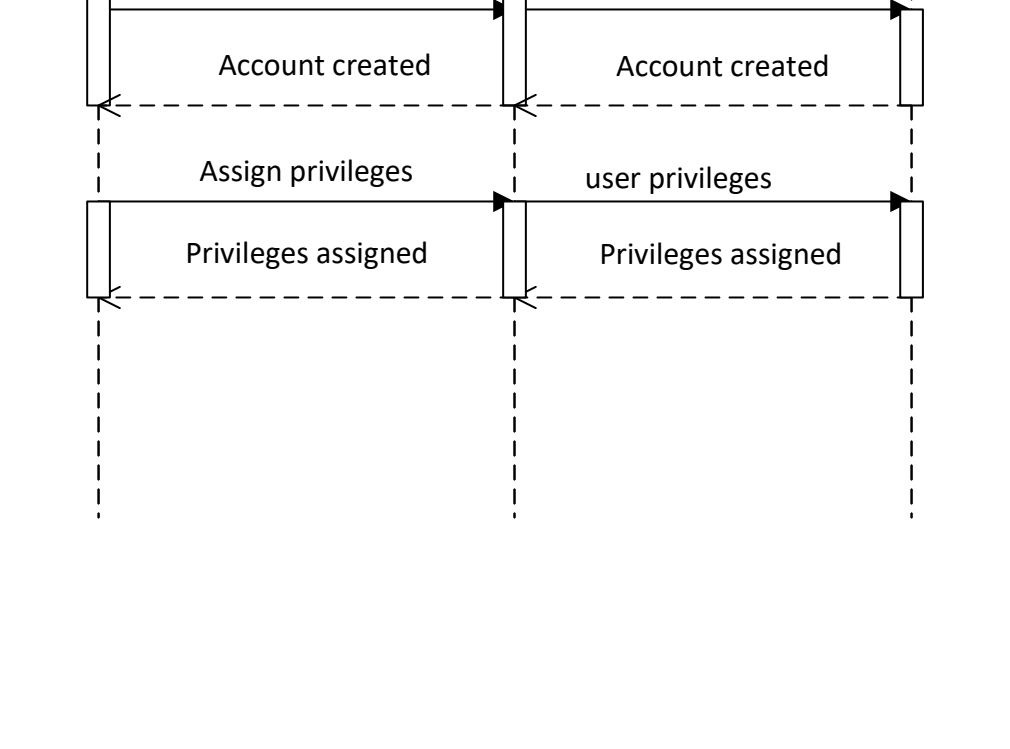 Account created
Account created
Assign privileges
user privileges
Privileges assigned
Privileges assigned